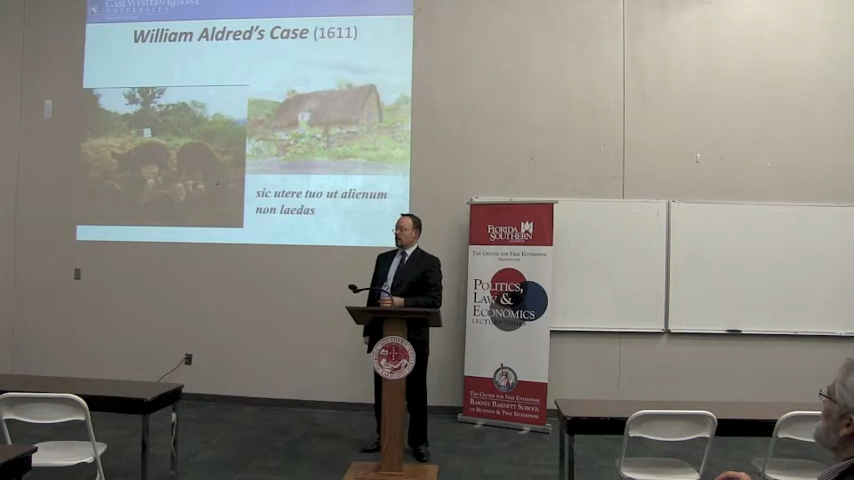 CASE WESTERN RESERVE
UNIVERSITY
William Aldred's Case (1611)
sic utere tuo ut alienum
non laedas
FLORIDA
SOUTHERN
THE CENTER FOR FREE ENTERPRISE
POLITICS,
LAW &
ECONOMICS
LECTURE SERIES
THE CENTER FOR FREE ENTERPRISE
BARNEY BARNETT SCHOOL
OF BUSINESS & FREE ENTERPRISE